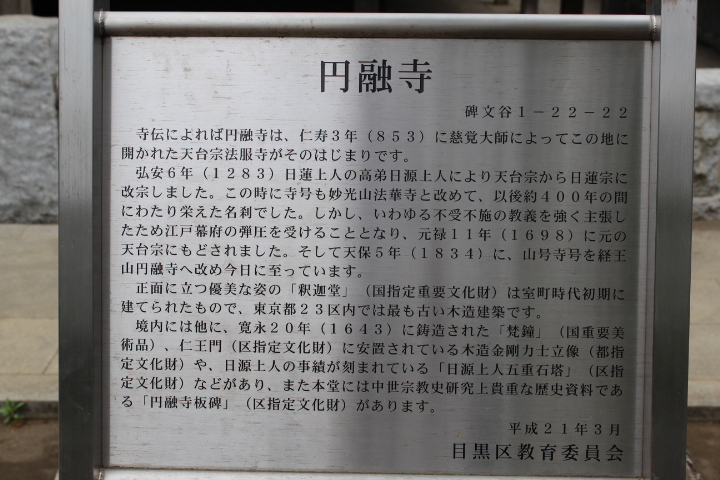 円融寺
碑文谷1－22－22
寺伝によれば円融寺は、仁寿3年（853）に慈覚大師によってこの地に
開かれた天台宗法服寺がそのはじまりです。
弘安6年（1283）日蓮上人の高弟日源上人により天台宗から日蓮宗に
改宗しました。この時に寺号も妙光山法華寺と改めて、以後約400年の間
にわたり栄えた名刹でした。しかし、いわゆる不受不施の教義を強く主張し
たため江戸幕府の弾圧を受けることとなり、元禄11年（1698）に元の
天台宗にもどされました。そして天保5年（1834）に、山号寺号を経王
山円融寺へ改め今日に至っています。
正面に立つ優美な姿の「釈迦堂」（国指定重要文化財）は室町時代初期に
建てられたもので、東京都23区内では最も古い木造建築です。
境内には他に、寛永20年（1643）に鋳造された「梵鐘」（国重要美
術品）、仁王門（区指定文化財）に安置されている木造金剛力士立像（都指
定文化財）や、日源上人の事績が刻まれている「日源上人五重石塔」（区指
定文化財）などがあり、また本堂には中世宗教史研究上貴重な歴史資料であ
る「円融寺板碑」（区指定文化財）があります。
平成21年3月
目黒区教育委員会